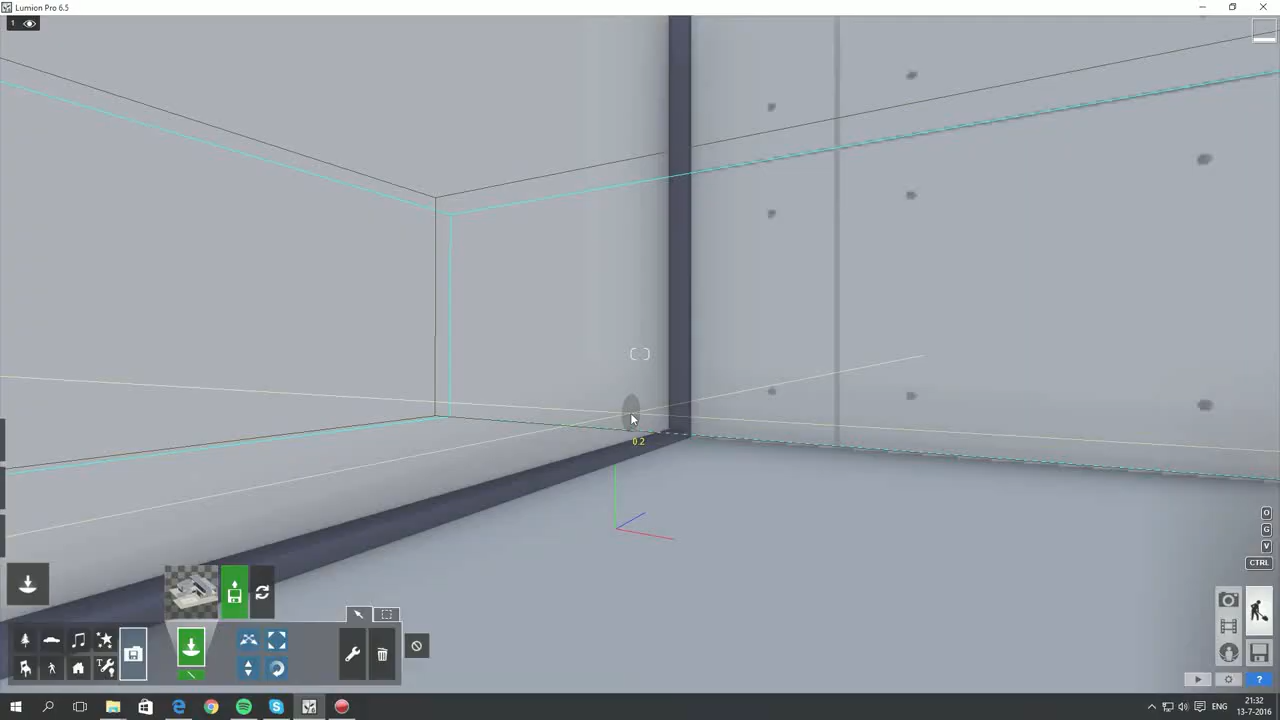 Lumion Pro 6.5
1
0.2
O
G
V
CTRL
?
ENG
21:32
13-7-2016